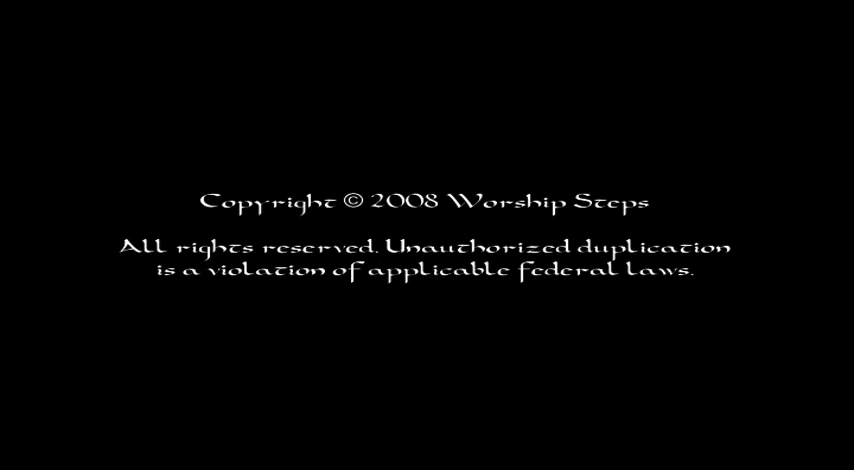 Copyright © 2008 Worship Steps
All rights reserved. Unauthorized duplication
is a violation of applicable federal laws.